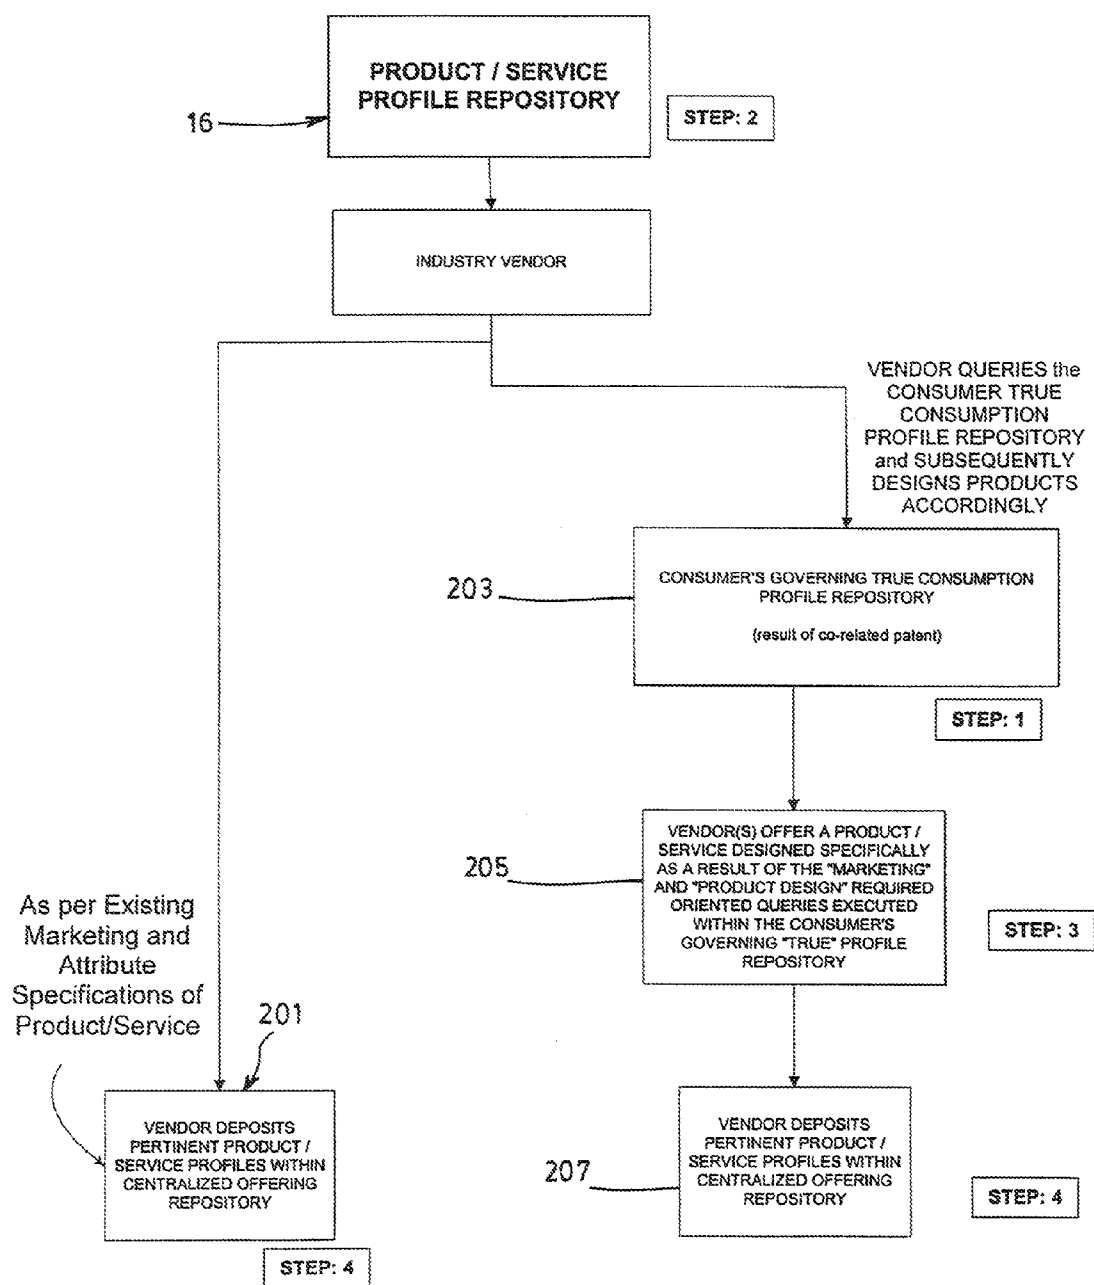 PRODUCT / SERVICE
PROFILE REPOSITORY
16
STEP: 2
INDUSTRY VENDOR
VENDOR QUERIES the
CONSUMER TRUE
CONSUMPTION
PROFILE REPOSITORY
and SUBSEQUENTLY
DESIGNS PRODUCTS
ACCORDINGLY
203
CONSUMER'S GOVERNING TRUE CONSUMPTION
PROFILE REPOSITORY
(result of co-related patent)
STEP: 1
205
VENDOR(S) OFFER A PRODUCT /
SERVICE DESIGNED SPECIFICALLY
AS A RESULT OF THE "MARKETING"
AND "PRODUCT DESIGN" REQUIRED
ORIENTED QUERIES EXECUTED
WITHIN THE CONSUMER'S
GOVERNING "TRUE" PROFILE
REPOSITORY
STEP: 3
As per Existing
Marketing and
Attribute
Specifications of
Product/Service
201
VENDOR DEPOSITS
PERTINENT PRODUCT /
SERVICE PROFILES WITHIN
CENTRALIZED OFFERING
REPOSITORY
STEP: 4
207
VENDOR DEPOSITS
PERTINENT PRODUCT /
SERVICE PROFILES WITHIN
CENTRALIZED OFFERING
REPOSITORY
STEP: 4